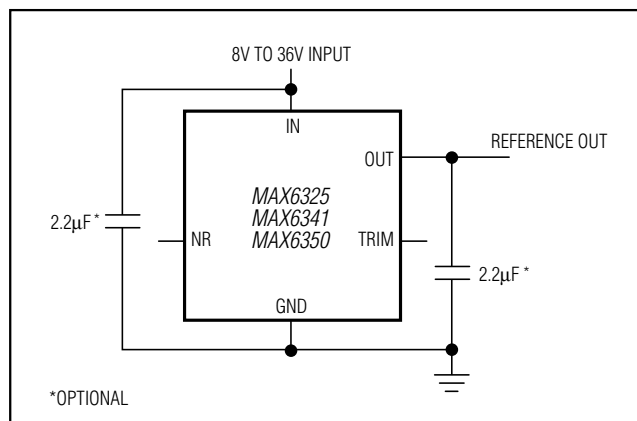 8V TO 36V INPUT
IN
OUT
REFERENCE OUT
MAX6325
MAX6341
MAX6350
2.2µF*
NR
TRIM
2.2µF*
GND
*OPTIONAL